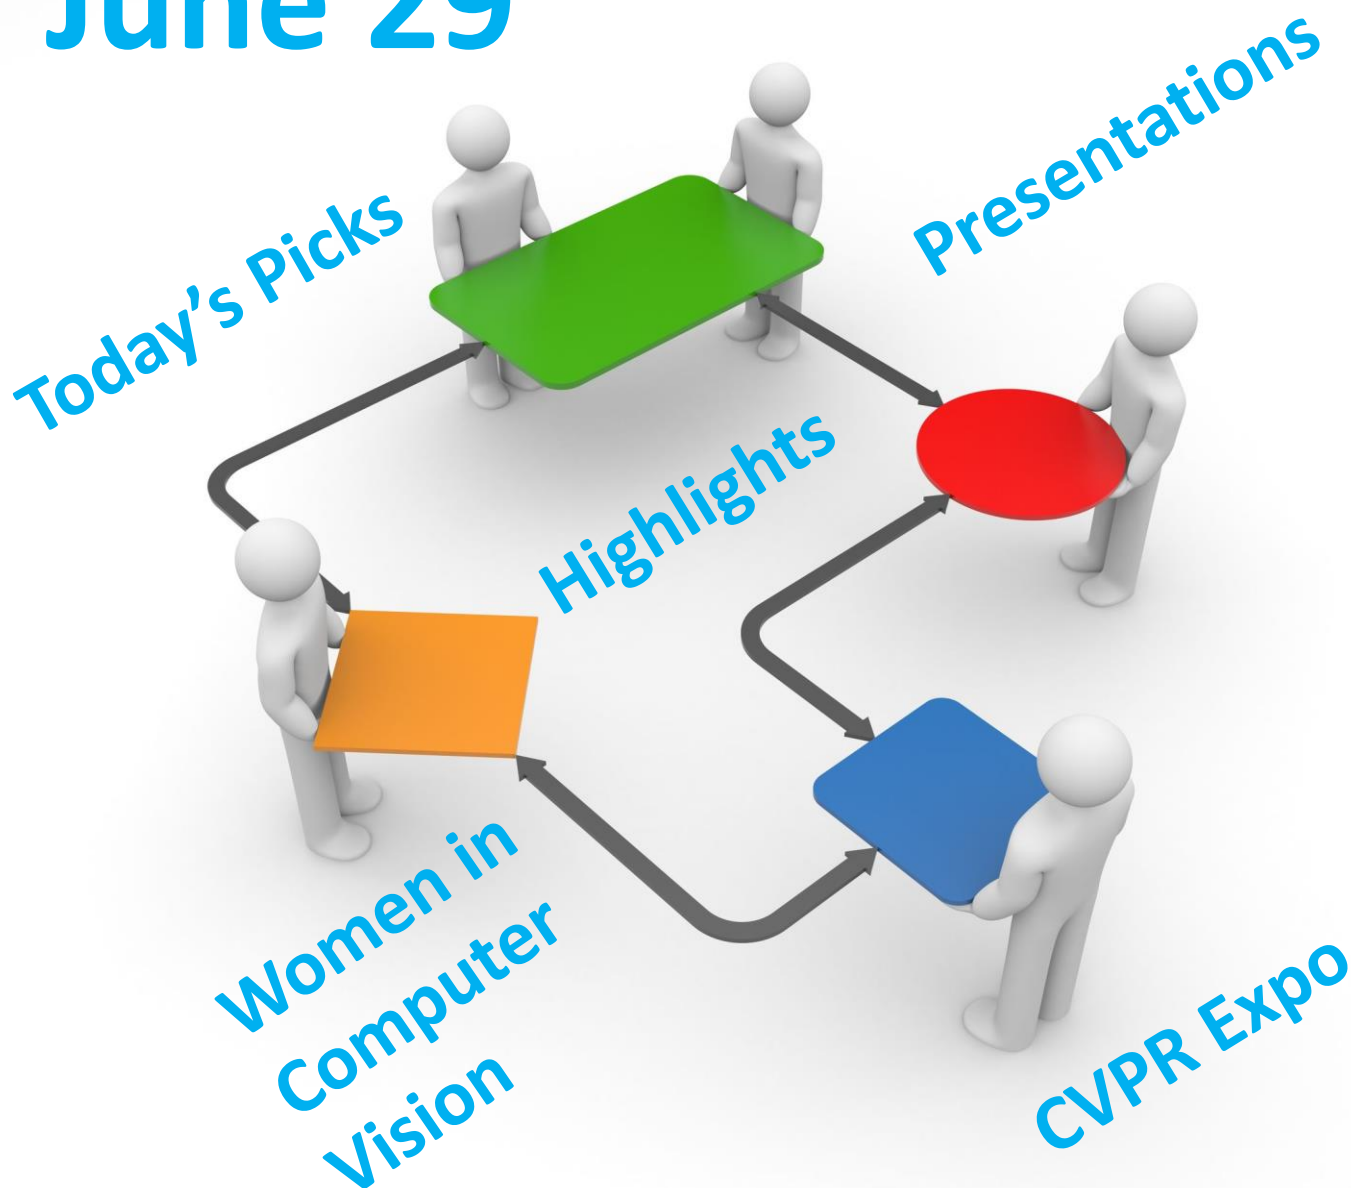 June 29
Presentations
Today’s Picks
Highlights
Women in
Computer
Vision
CVPR Expo